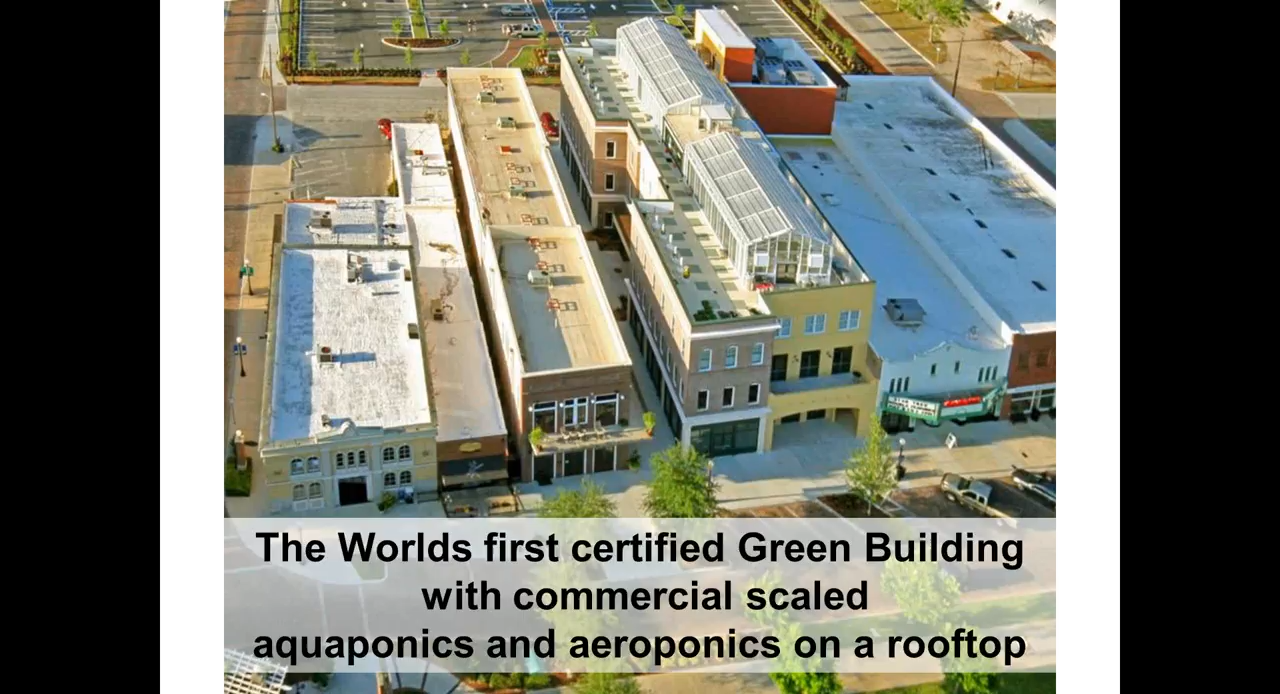 The Worlds first certified Green Building
with commercial scaled
aquaponics and aeroponics on a rooftop